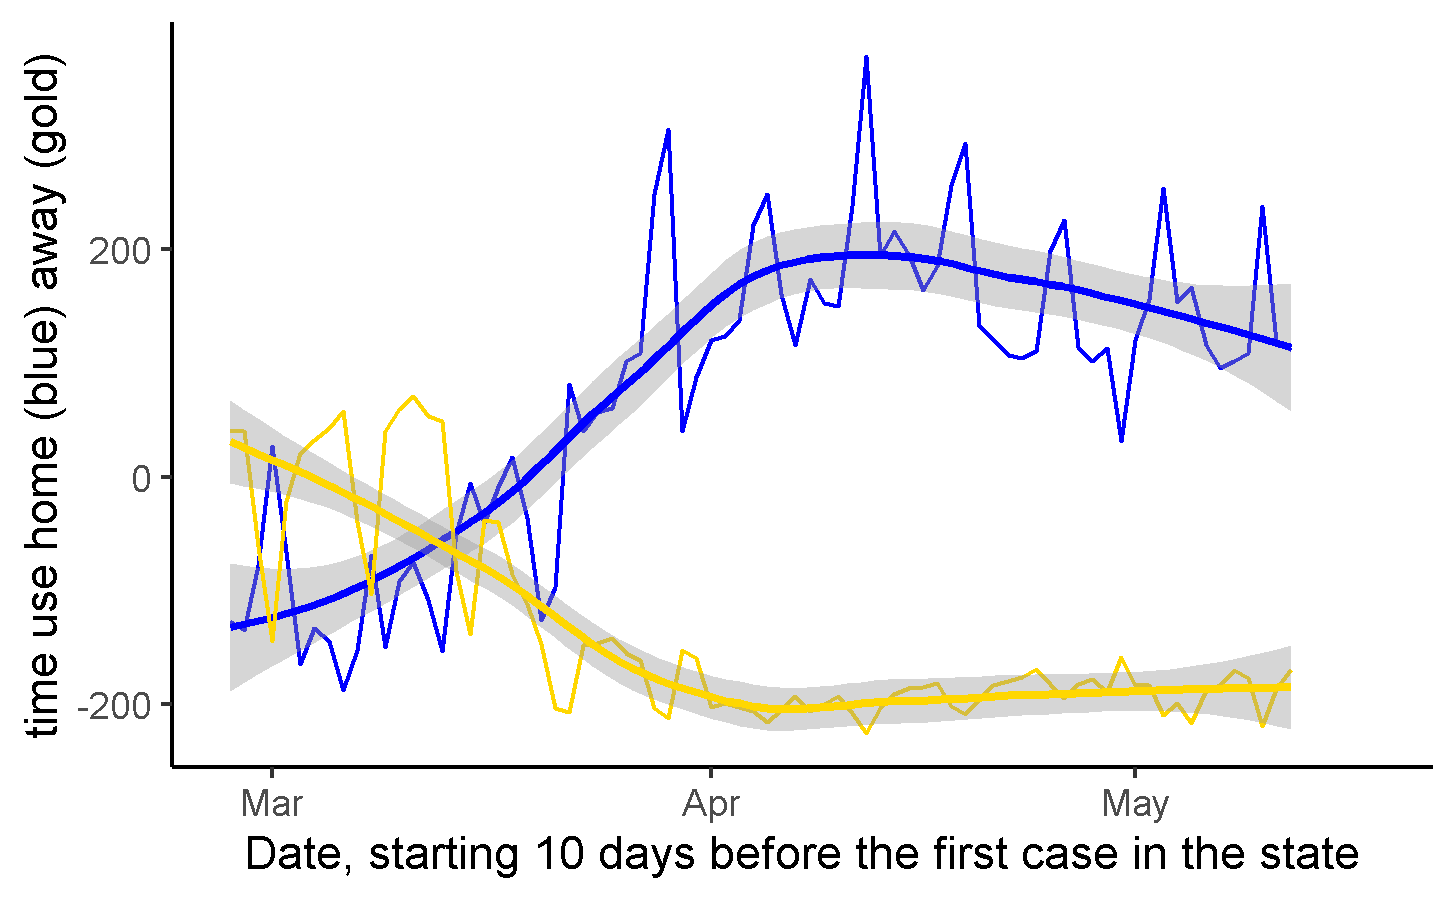 time use home (blue) away (gold)
200
0
-200
Mar
Apr
May
Date, starting 10 days before the first case in the state